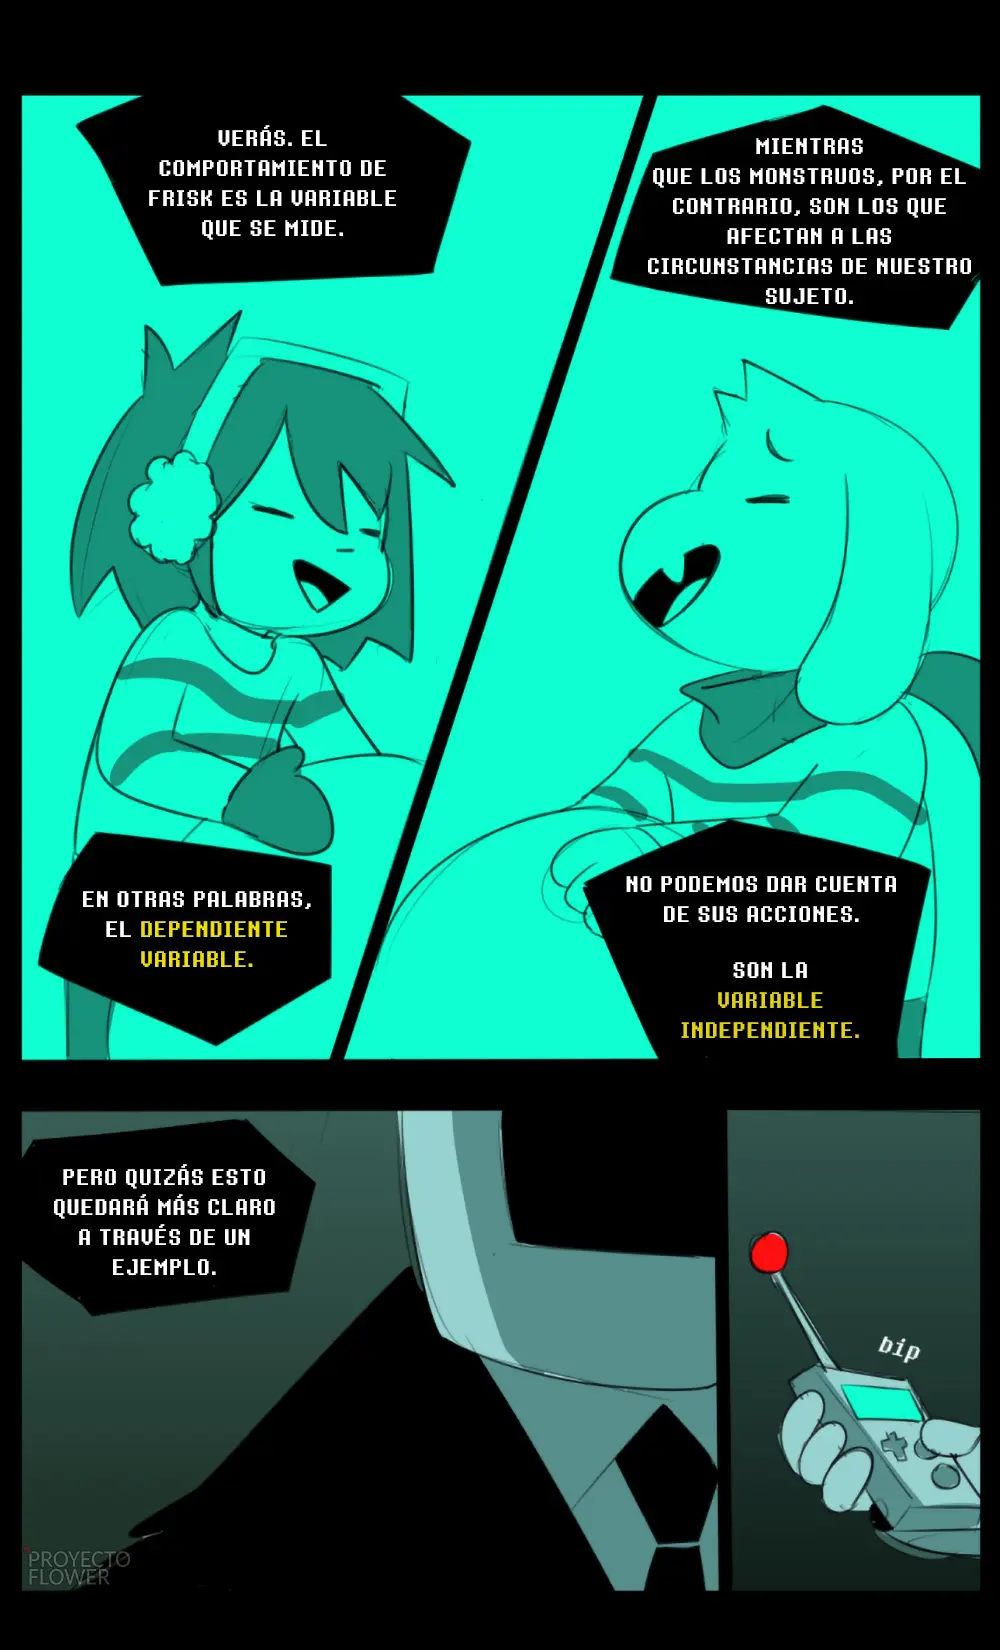 VERÁS. EL
COMPORTAMIENTO DE
FRISK ES LA VARIABLE
QUE SE MIDE.
MIENTRAS
QUE LOS MONSTRUOS, POR EL
CONTRARIO, SON LOS QUE
AFECTAN A LAS
CIRCUNSTANCIAS DE NUESTRO
SUJETO.
EN OTRAS PALABRAS,
EL DEPENDIENTE
VARIABLE.
NO PODEMOS DAR CUENTA
DE SUS ACCIONES.
SON LA
VARIABLE
INDEPENDIENTE.
PERO QUIZÁS ESTO
QUEDARÁ MÁS CLARO
A TRAVÉS DE UN
EJEMPLO.
bip
PROYECTO
FLOWER